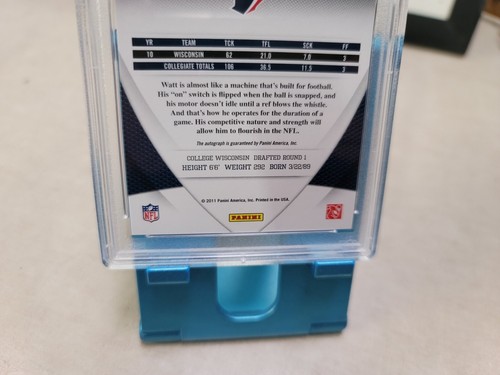 YR TEAM TCK TFL SCK FF
10 WISCONSIN 62 21.0 7.0 3
COLLEGIATE TOTALS 106 36.5 11.5 3
Watt is almost like a machine that's built for football.
His "on" switch is flipped when the ball is snapped, and
his motor doesn't idle until a ref blows the whistle.
And that's how he operates for the duration of a
game. His competitive nature and strength will
allow him to flourish in the NFL.
The autograph is guaranteed by Panini America, Inc.
COLLEGE WISCONSIN DRAFTED ROUND 1
HEIGHT 6'6" WEIGHT 292 BORN 3/22/89
© 2011 Panini America, Inc. Printed in the USA.
NFL
PANINI